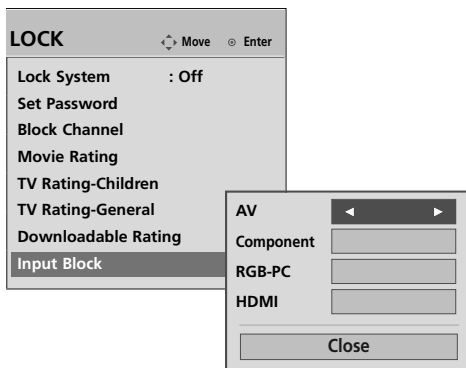 LOCK Move Enter
Lock System : Off
Set Password
Block Channel
Movie Rating
TV Rating-Children
TV Rating-General
Downloadable Rating
Input Block
AV
Component
RGB-PC
HDMI
Close